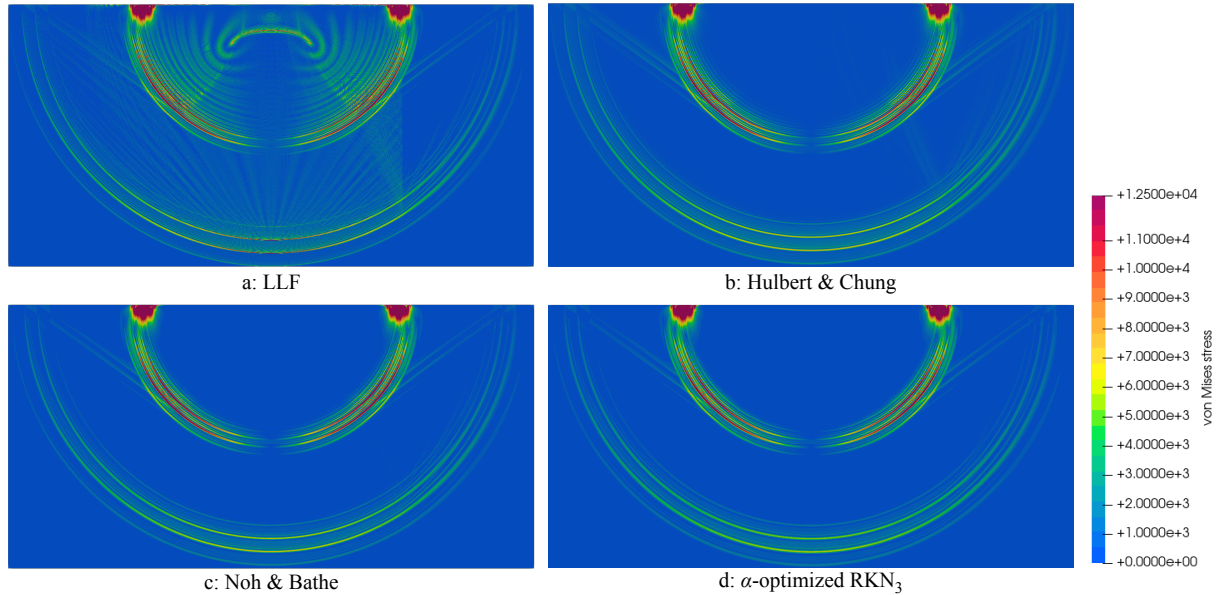 a: LLF
b: Hulbert & Chung
+1.2500e+04
+1.1000e+4
+1.0000e+4
+9.0000e+3
+8.0000e+3
+7.0000e+3
+6.0000e+3
+5.0000e+3
+4.0000e+3
+3.0000e+3
+2.0000e+3
+1.0000e+3
+0.0000e+00
von Mises stress
c: Noh & Bathe
d: α-optimized RKN₃